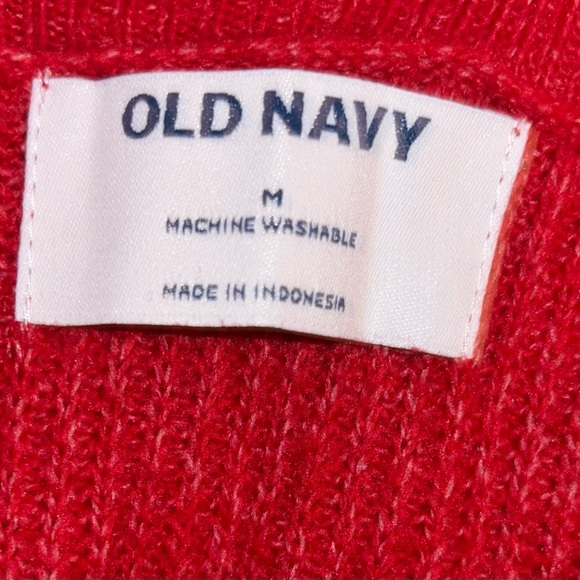 OLD NAVY
M
MACHINE WASHABLE
MADE IN INDONESIA